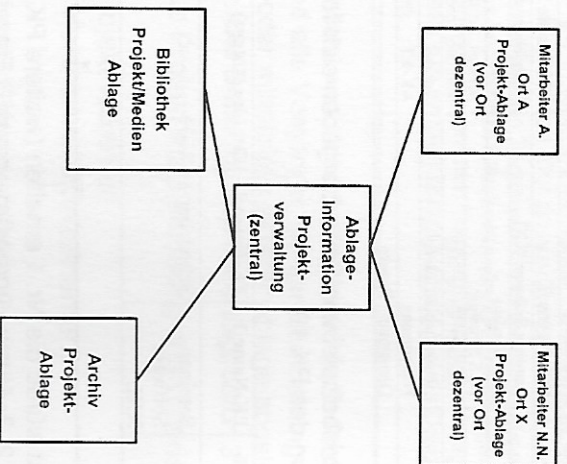 Mitarbeiter A.
Ort A
Projekt-Ablage
(vor Ort
dezentral)
Mitarbeiter N.N.
Ort X
Projekt-Ablage
(vor Ort
dezentral)
Ablage-
Information
Projekt-
verwaltung
(zentral)
Bibliothek
Projekt/Medien
Ablage
Archiv
Projekt-
Ablage